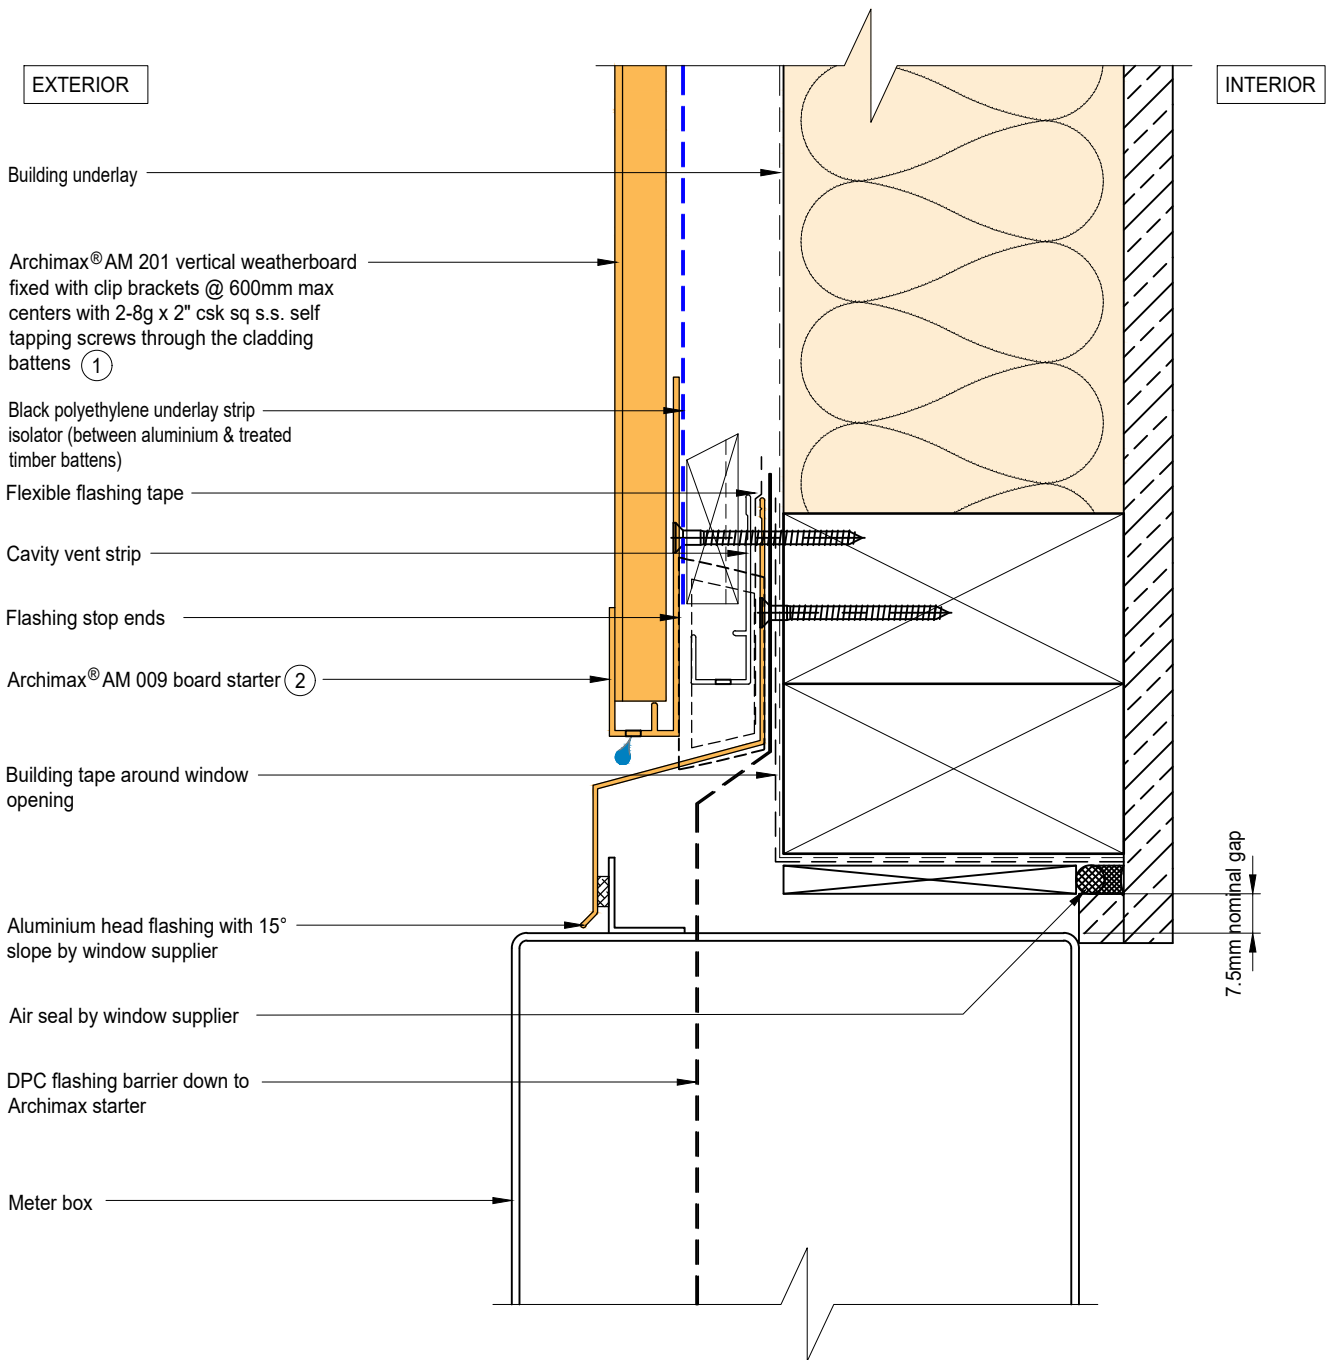 EXTERIOR
INTERIOR
Building underlay
Archimax® AM 201 vertical weatherboard
fixed with clip brackets @ 600mm max
centers with 2-8g x 2" csk sq s.s. self
tapping screws through the cladding
battens 1
Black polyethylene underlay strip
isolator (between aluminium & treated
timber battens)
Flexible flashing tape
Cavity vent strip
Flashing stop ends
Archimax® AM 009 board starter 2
Building tape around window
opening
7.5mm nominal gap
Aluminium head flashing with 15°
slope by window supplier
Air seal by window supplier
DPC flashing barrier down to
Archimax starter
Meter box